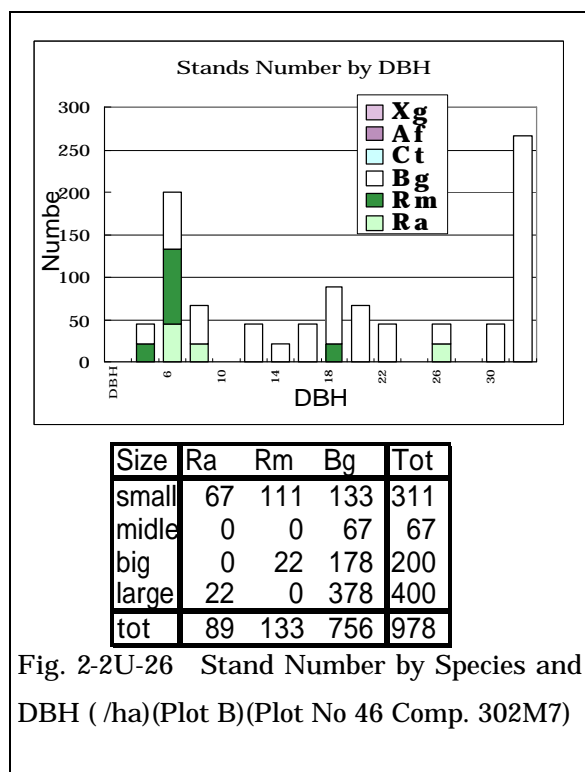 Stands Number by DBH
300
250
200
150
100
50
0
Numbe
Xg
Af
Ct
Bg
Rm
Ra
DBH 6 10 14 18 22 26 30
DBH
Size Ra Rm Bg Tot
small 67 111 133 311
midle 0 0 67 67
big 0 22 178 200
large 22 0 378 400
tot 89 133 756 978
Fig. 2-2U-26 Stand Number by Species and
DBH ( /ha)(Plot B)(Plot No 46 Comp. 302M7)